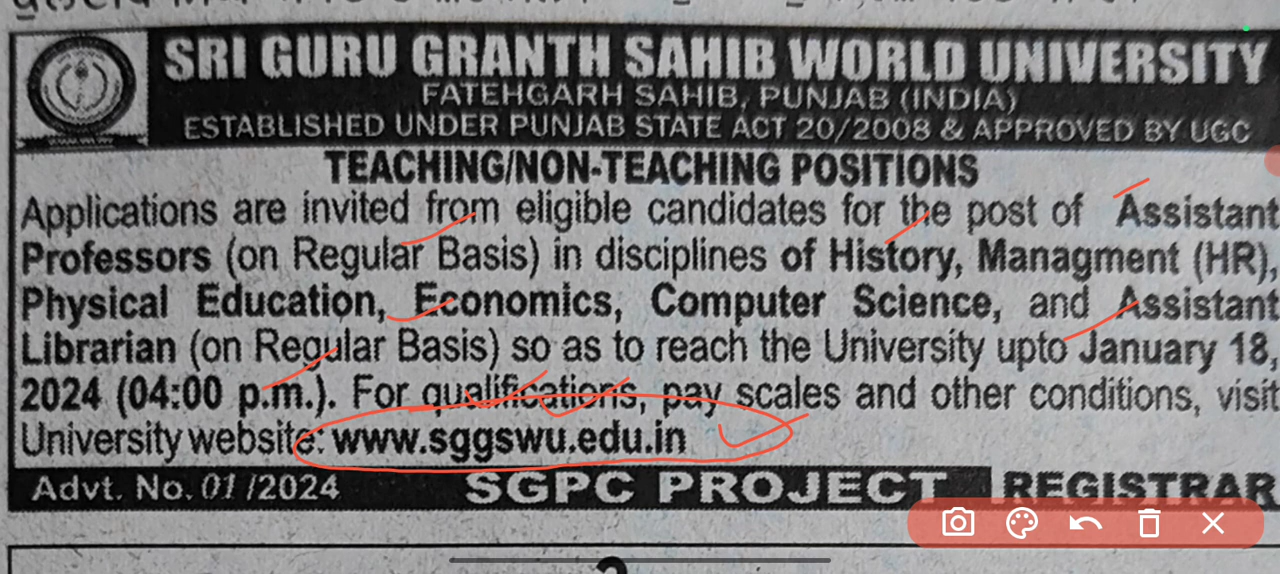 SRI GURU GRANTH SAHIB WORLD UNIVERSITY
FATEHGARH SAHIB, PUNJAB (INDIA)
ESTABLISHED UNDER PUNJAB STATE ACT 20/2008 & APPROVED BY UGC
TEACHING/NON-TEACHING POSITIONS
Applications are invited from eligible candidates for the post of Assistant
Professors (on Regular Basis) in disciplines of History, Managment (HR),
Physical Education, Economics, Computer Science, and Assistant
Librarian (on Regular Basis) so as to reach the University upto January 18,
2024 (04:00 p.m.). For qualifications, pay scales and other conditions, visit
University website: www.sggswu.edu.in
Advt. No. 01/2024 SGPC PROJECT REGISTRAR